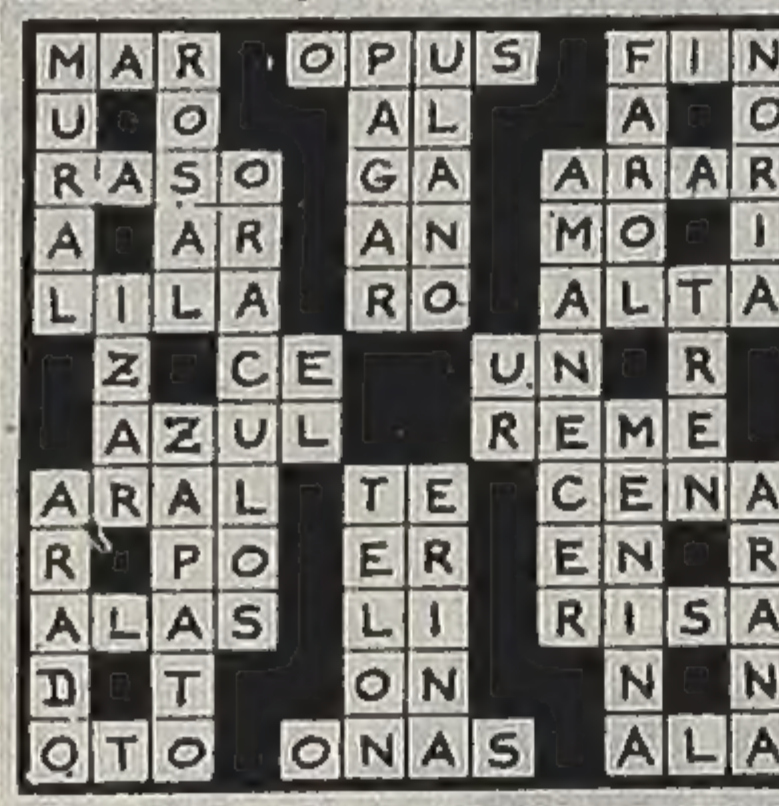 MAR OPUS FIN
U O AL A O
RASO GA ARAR
A AR AN MO I
LILA RO ALTA
Z CE UN R
AZUL REME
ARAL TE CENA
R PO ER EN R
ALAS LI RISA
D T ON N N
OTO ONAS ALA